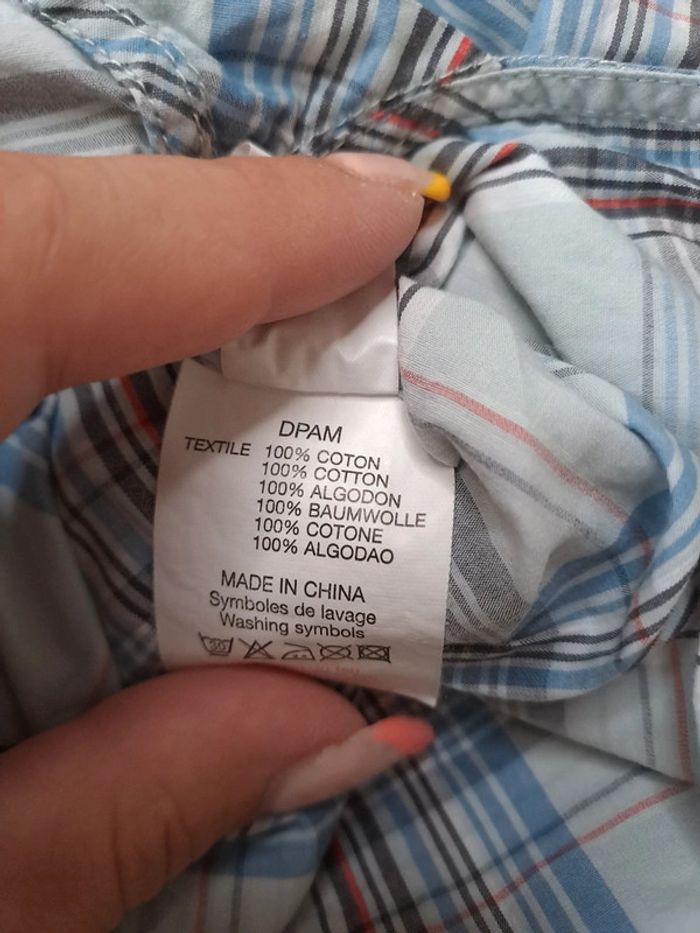 DPAM
TEXTILE 100% COTON
100% COTTON
100% ALGODON
100% BAUMWOLLE
100% COTONE
100% ALGODAO
MADE IN CHINA
Symboles de lavage
Washing symbols
30